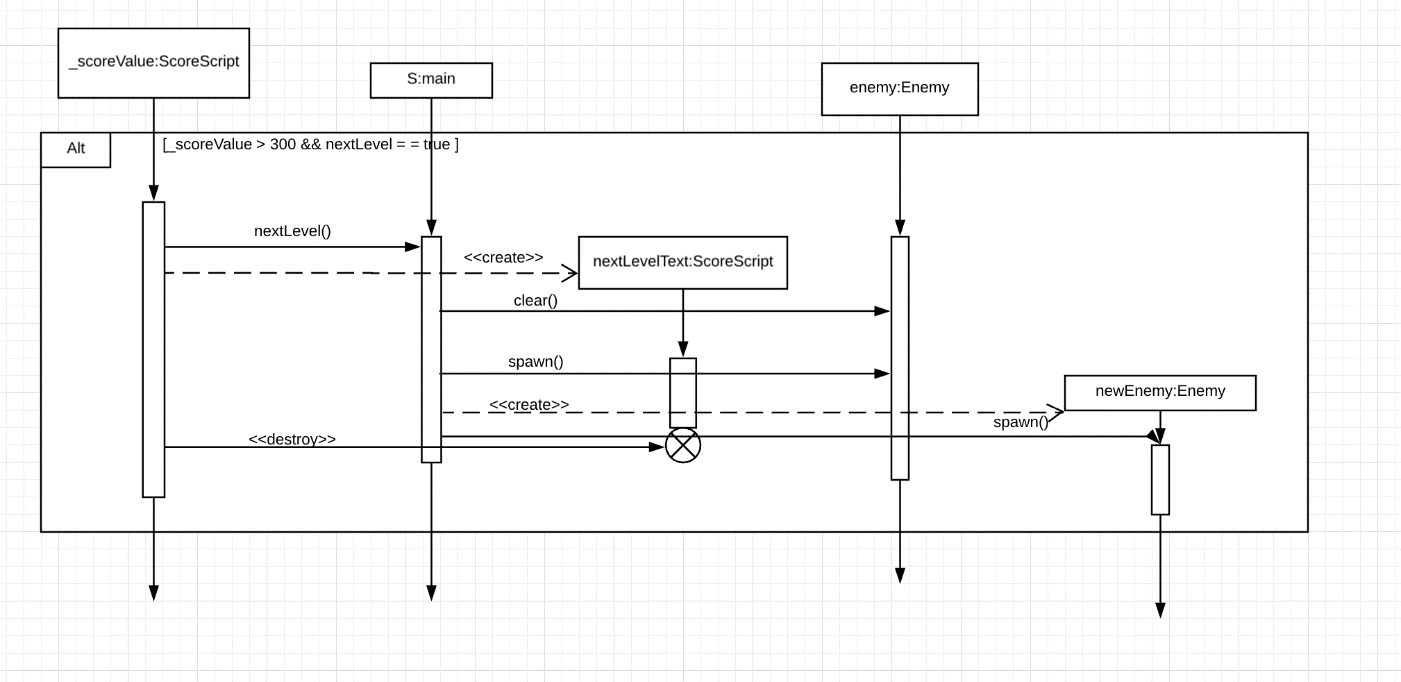 _scoreValue:ScoreScript
S:main
enemy:Enemy
Alt
[_scoreValue > 300 && nextLevel = = true ]
nextLevel()
<<create>>
nextLevelText:ScoreScript
clear()
spawn()
newEnemy:Enemy
<<create>>
spawn()
<<destroy>>